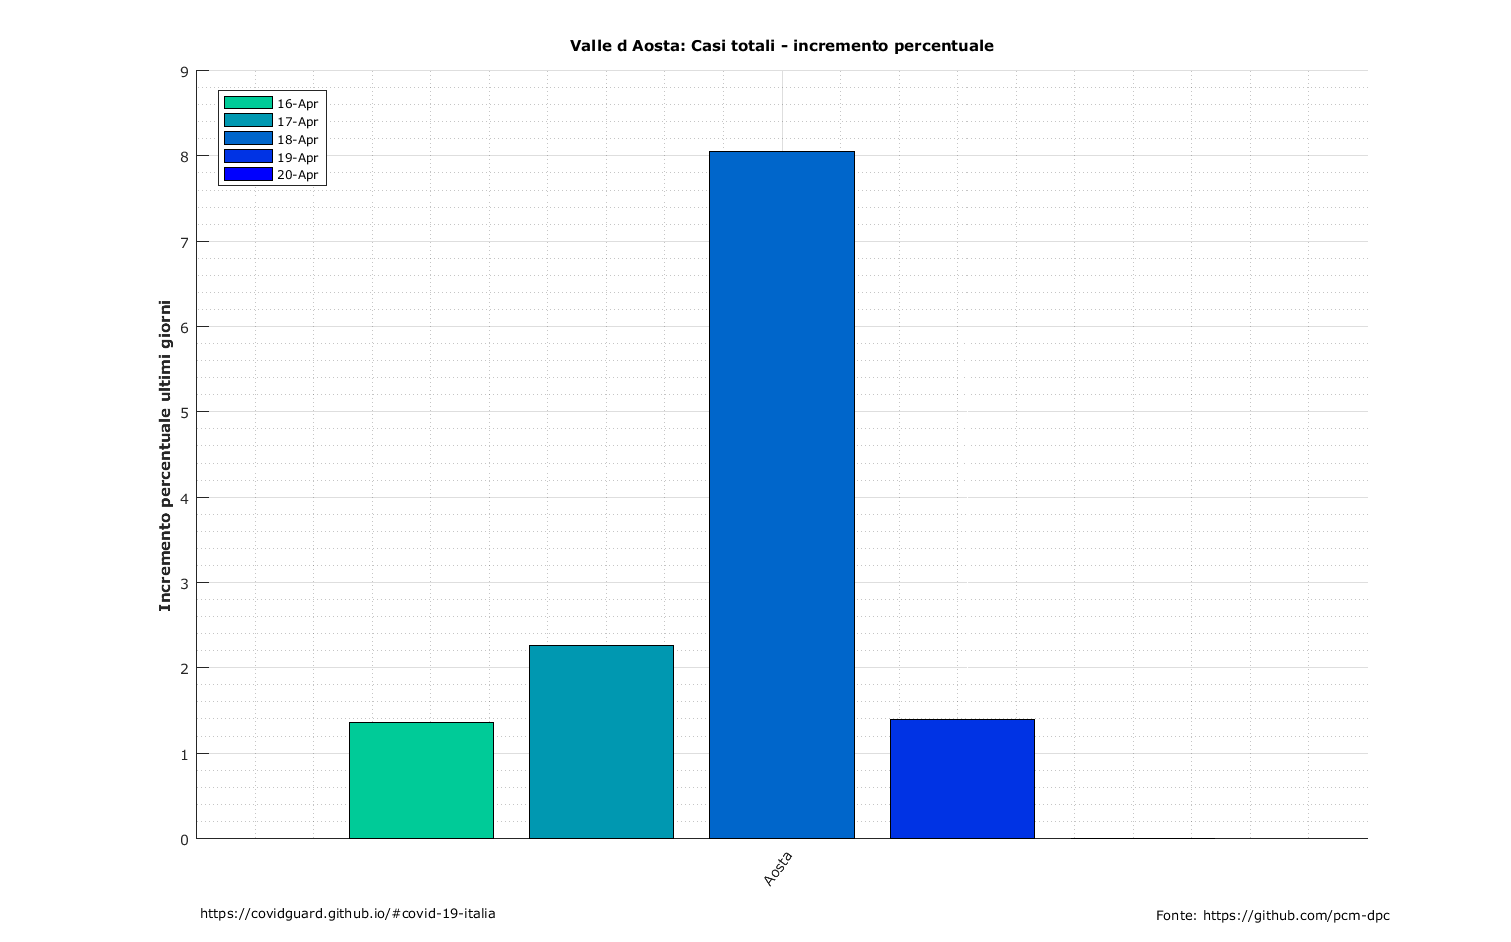 Valle d Aosta: Casi totali - incremento percentuale
9
8
7
6
5
4
3
2
1
0
Incremento percentuale ultimi giorni
16-Apr
17-Apr
18-Apr
19-Apr
20-Apr
Aosta
https://covidguard.github.io/#covid-19-italia
Fonte: https://github.com/pcm-dpc